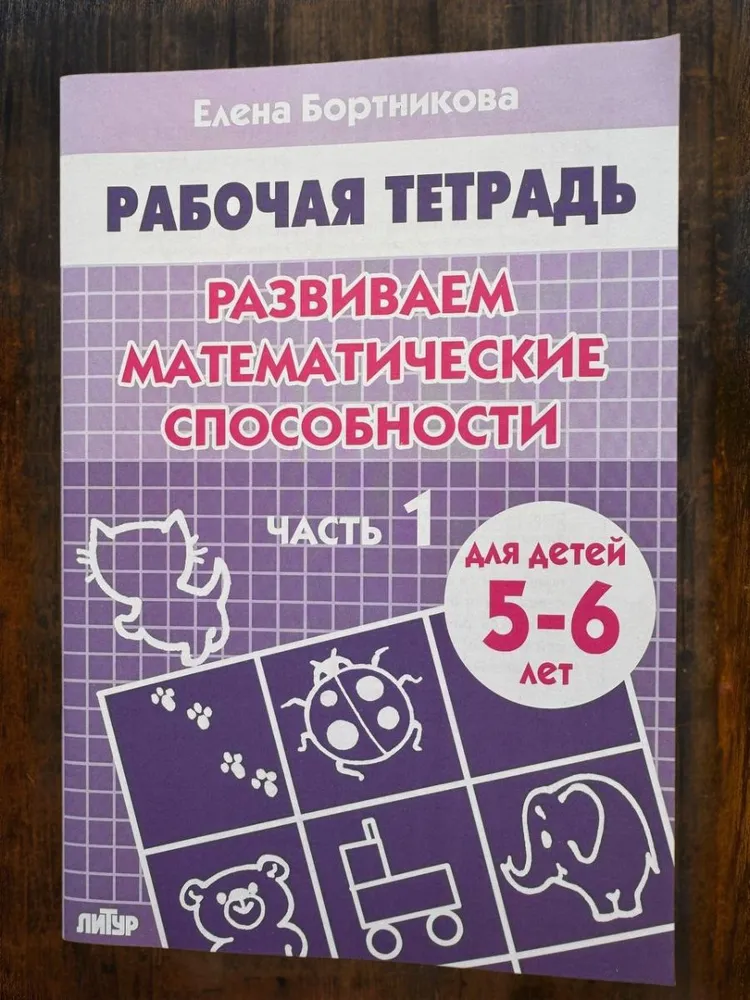 Елена Бортникова
РАБОЧАЯ ТЕТРАДЬ
РАЗВИВАЕМ
МАТЕМАТИЧЕСКИЕ
СПОСОБНОСТИ
ЧАСТЬ 1
для детей
5-6
лет
ЛИТУР